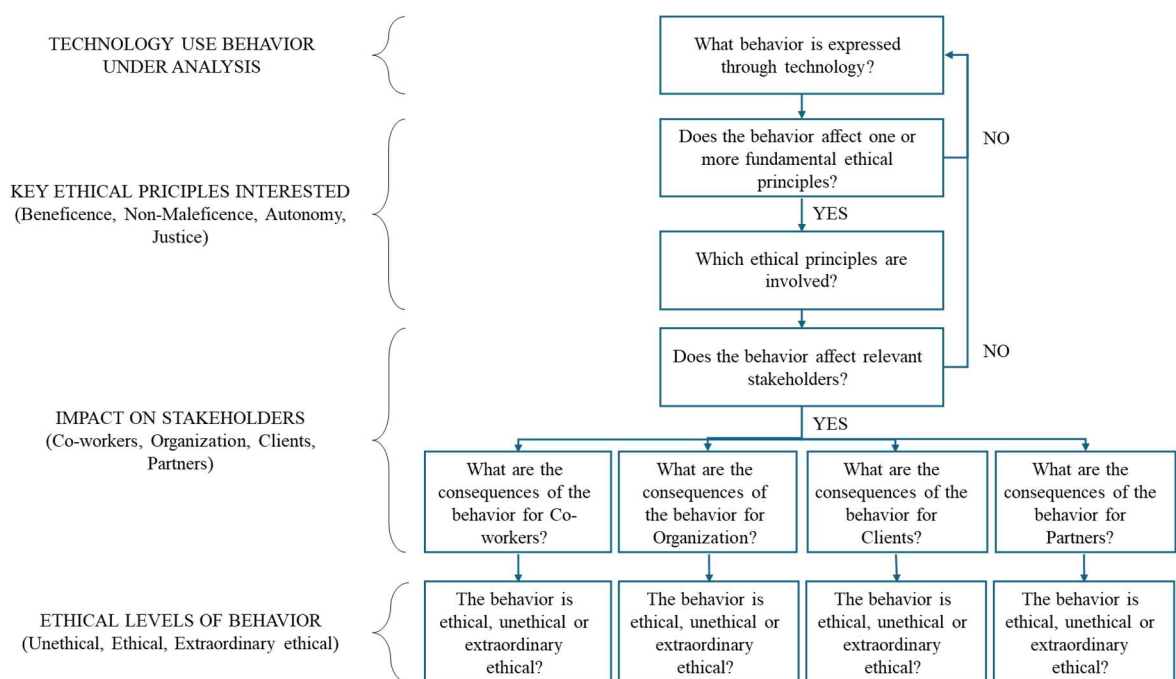 TECHNOLOGY USE BEHAVIOR
UNDER ANALYSIS
What behavior is expressed
through technology?
KEY ETHICAL PRICIPLES INTERESTED
(Beneficence, Non-Maleficence, Autonomy,
Justice)
Does the behavior affect one or
more fundamental ethical
principles?
NO
YES
Which ethical principles are
involved?
IMPACT ON STAKEHOLDERS
(Co-workers, Organization, Clients,
Partners)
Does the behavior affect relevant
stakeholders?
NO
YES
What are the
consequences of the
behavior for Co-
workers?
What are the
consequences of
the behavior for
Organization?
What are the
consequences of the
behavior for
Clients?
What are the
consequences of the
behavior for
Partners?
ETHICAL LEVELS OF BEHAVIOR
(Unethical, Ethical, Extraordinary ethical)
The behavior is
ethical, unethical or
extraordinary
ethical?
The behavior is
ethical, unethical or
extraordinary
ethical?
The behavior is
ethical, unethical or
extraordinary
ethical?
The behavior is
ethical, unethical or
extraordinary
ethical?